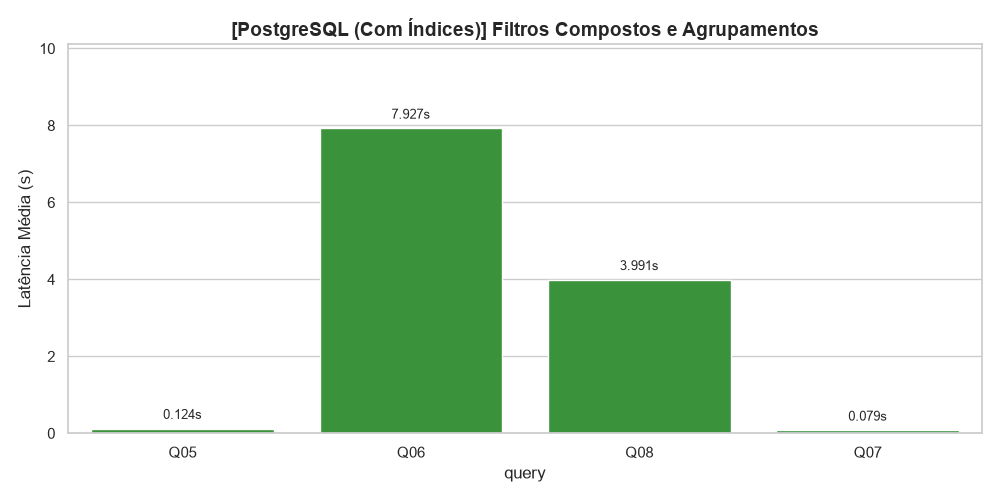 [PostgreSQL (Com Índices)] Filtros Compostos e Agrupamentos
Latência Média (s)
10
8
6
4
2
0
0.124s
7.927s
3.991s
0.079s
Q05
Q06
Q08
Q07
query